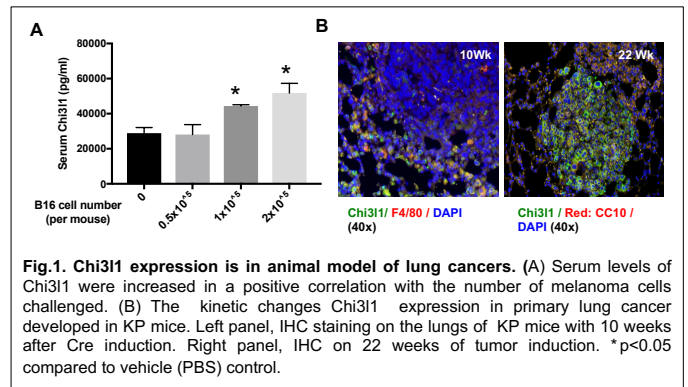 A
B
80000
60000
40000
20000
0
Serum Chi3l1 (pg/ml)
*
*
B16 cell number
(per mouse)
0
0.5x10^5
1x10^5
2x10^5
10Wk
22 Wk
Chi3l1/ F4/80 / DAPI
(40x)
Chi3l1 / Red: CC10 /
DAPI (40x)
Fig.1. Chi3l1 expression is in animal model of lung cancers. (A) Serum levels of
Chi3l1 were increased in a positive correlation with the number of melanoma cells
challenged. (B) The kinetic changes Chi3l1 expression in primary lung cancer
developed in KP mice. Left panel, IHC staining on the lungs of KP mice with 10 weeks
after Cre induction. Right panel, IHC on 22 weeks of tumor induction. *p<0.05
compared to vehicle (PBS) control.